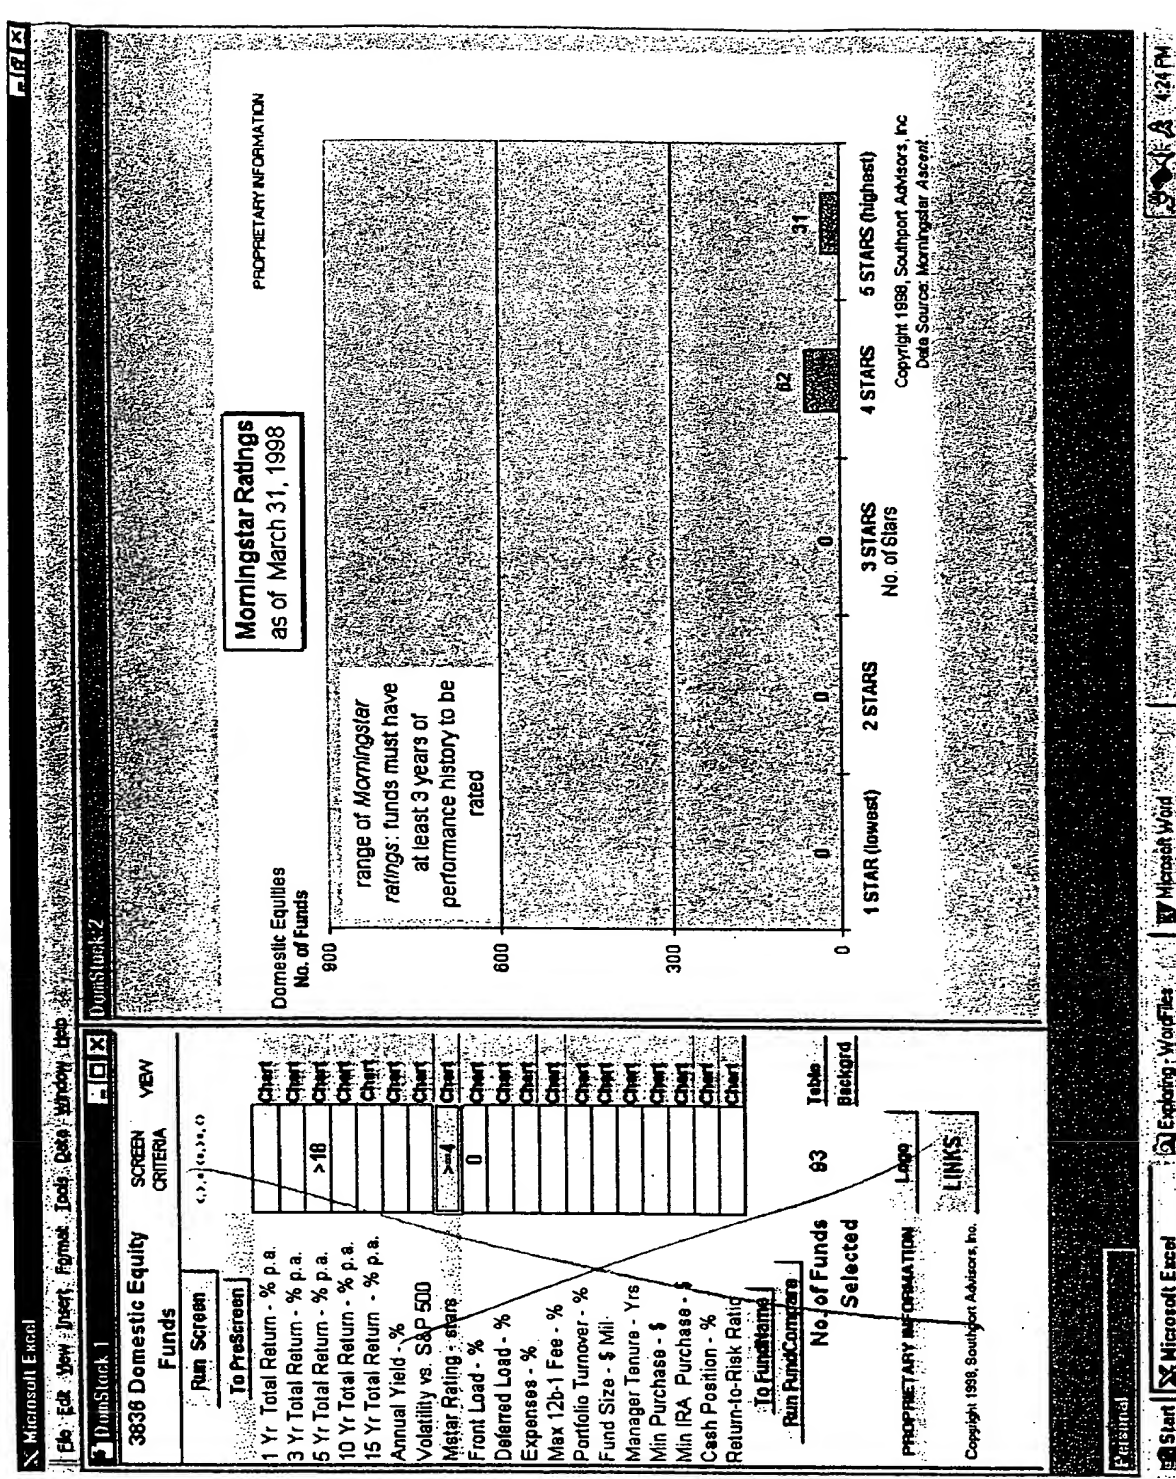 Microsoft Excel
File Edit View Insert Format Tools Data Window Help
DomStock 1
3838 Domestic Equity
Funds
SCREEN
CRITERIA
VIEW
Run Screen
<,>,=,<=,>=,<>
To PreScreen
1 Yr Total Return - % p.a. Chart
3 Yr Total Return - % p.a. Chart
5 Yr Total Return - % p.a. >18 Chart
10 Yr Total Return - % p.a. Chart
15 Yr Total Return - % p.a. Chart
Annual Yield - % Chart
Volatility vs. S&P 500 Chart
Mstar Rating - stars >=4 Chart
Front Load - % 0 Chart
Deferred Load - % Chart
Expenses - % Chart
Max 12b-1 Fee - % Chart
Portfolio Turnover - % Chart
Fund Size - $ Mil Chart
Manager Tenure - Yrs Chart
Min Purchase - $ Chart
Min IRA Purchase - $ Chart
Cash Position - % Chart
Return-to-Risk Ratio Chart
To FundName
Run FundCompare
No. of Funds
Selected
93
Table
Backgrd
PROPRIETARY INFORMATION
Logo
Copyright 1998, Southport Advisors, Inc.
LINKS
DomStock:2
Morningstar Ratings
as of March 31, 1998
PROPRIETARY INFORMATION
Domestic Equities
No. of Funds
900
600
300
0
range of Morningstar
ratings: funds must have
at least 3 years of
performance history to be
rated
0
0
0
62
31
1 STAR (lowest)
2 STARS
3 STARS
4 STARS
5 STARS (highest)
No. of Stars
Copyright 1998, Southport Advisors, Inc
Data Source: Morningstar Ascent.
Personal
Start
Microsoft Excel
Exploring - WordFiles
Microsoft Word
4:24 PM